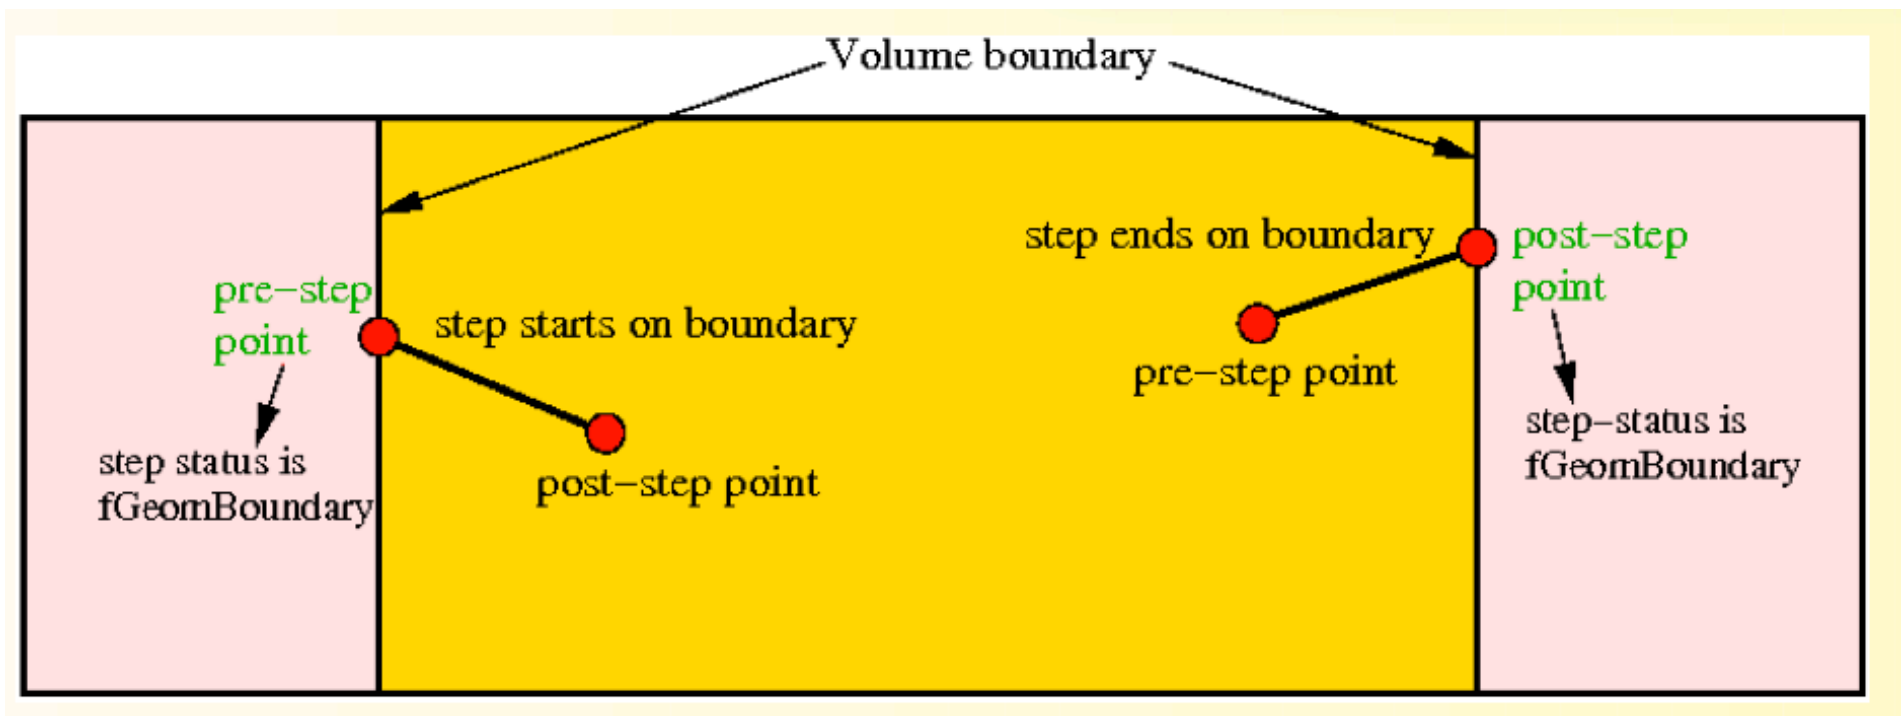 Volume boundary
step ends on boundary
post-step
point
pre-step
point
step starts on boundary
pre-step point
step-status is
fGeomBoundary
step status is
fGeomBoundary
post-step point